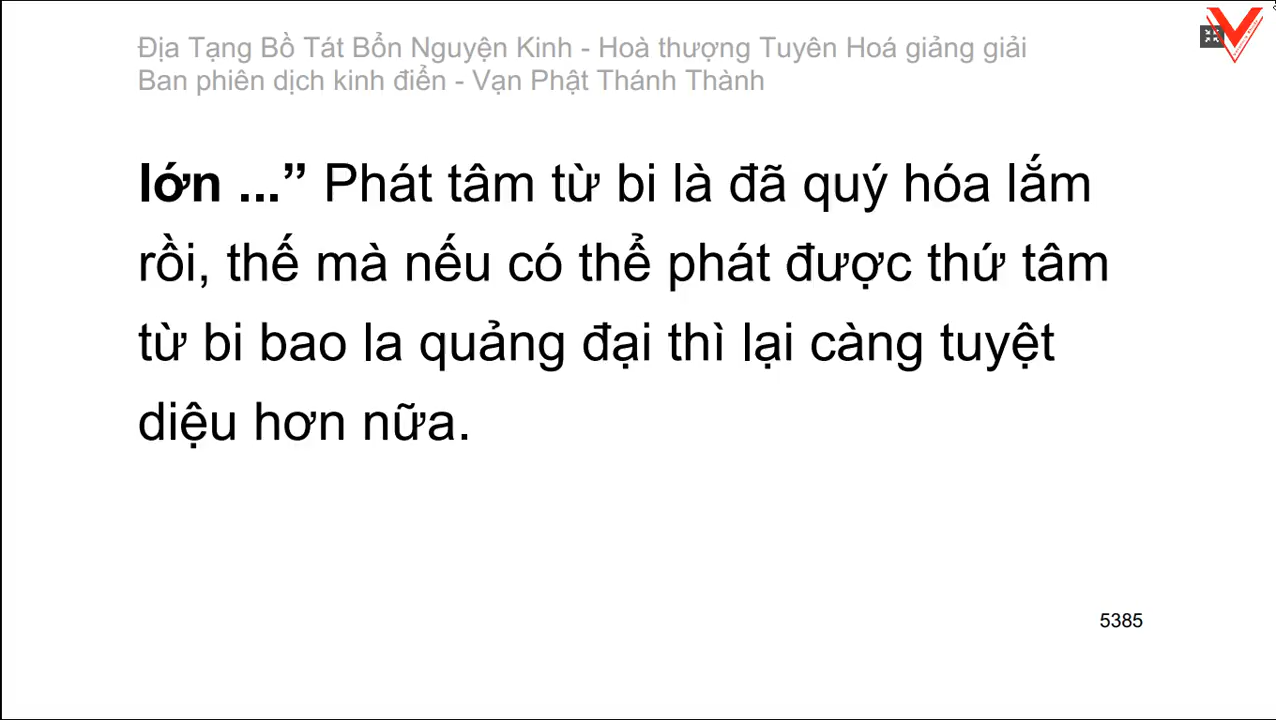 Địa Tạng Bồ Tát Bổn Nguyện Kinh - Hoà thượng Tuyên Hoá giảng giải
Ban phiên dịch kinh điển - Vạn Phật Thánh Thành
lớn ...” Phát tâm từ bi là đã quý hóa lắm
rồi, thế mà nếu có thể phát được thứ tâm
từ bi bao la quảng đại thì lại càng tuyệt
diệu hơn nữa.
5385